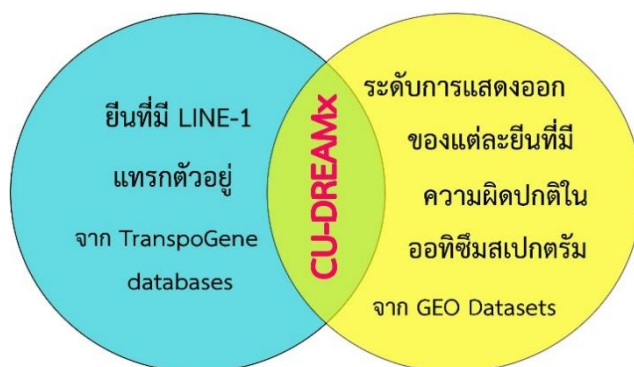 ยีนที่มี LINE-1
แทรกตัวอยู่
จาก TranspoGene
databases
CU-DREAMx
ระดับการแสดงออก
ของแต่ละยีนที่มี
ความผิดปกติใน
ออทิซึมสเปกตรัม
จาก GEO Datasets